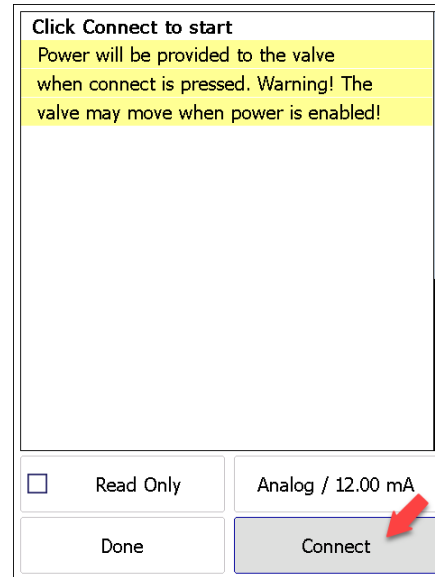 Click Connect to start
Power will be provided to the valve
when connect is pressed. Warning! The
valve may move when power is enabled!
Read Only
Analog / 12.00 mA
Done
Connect